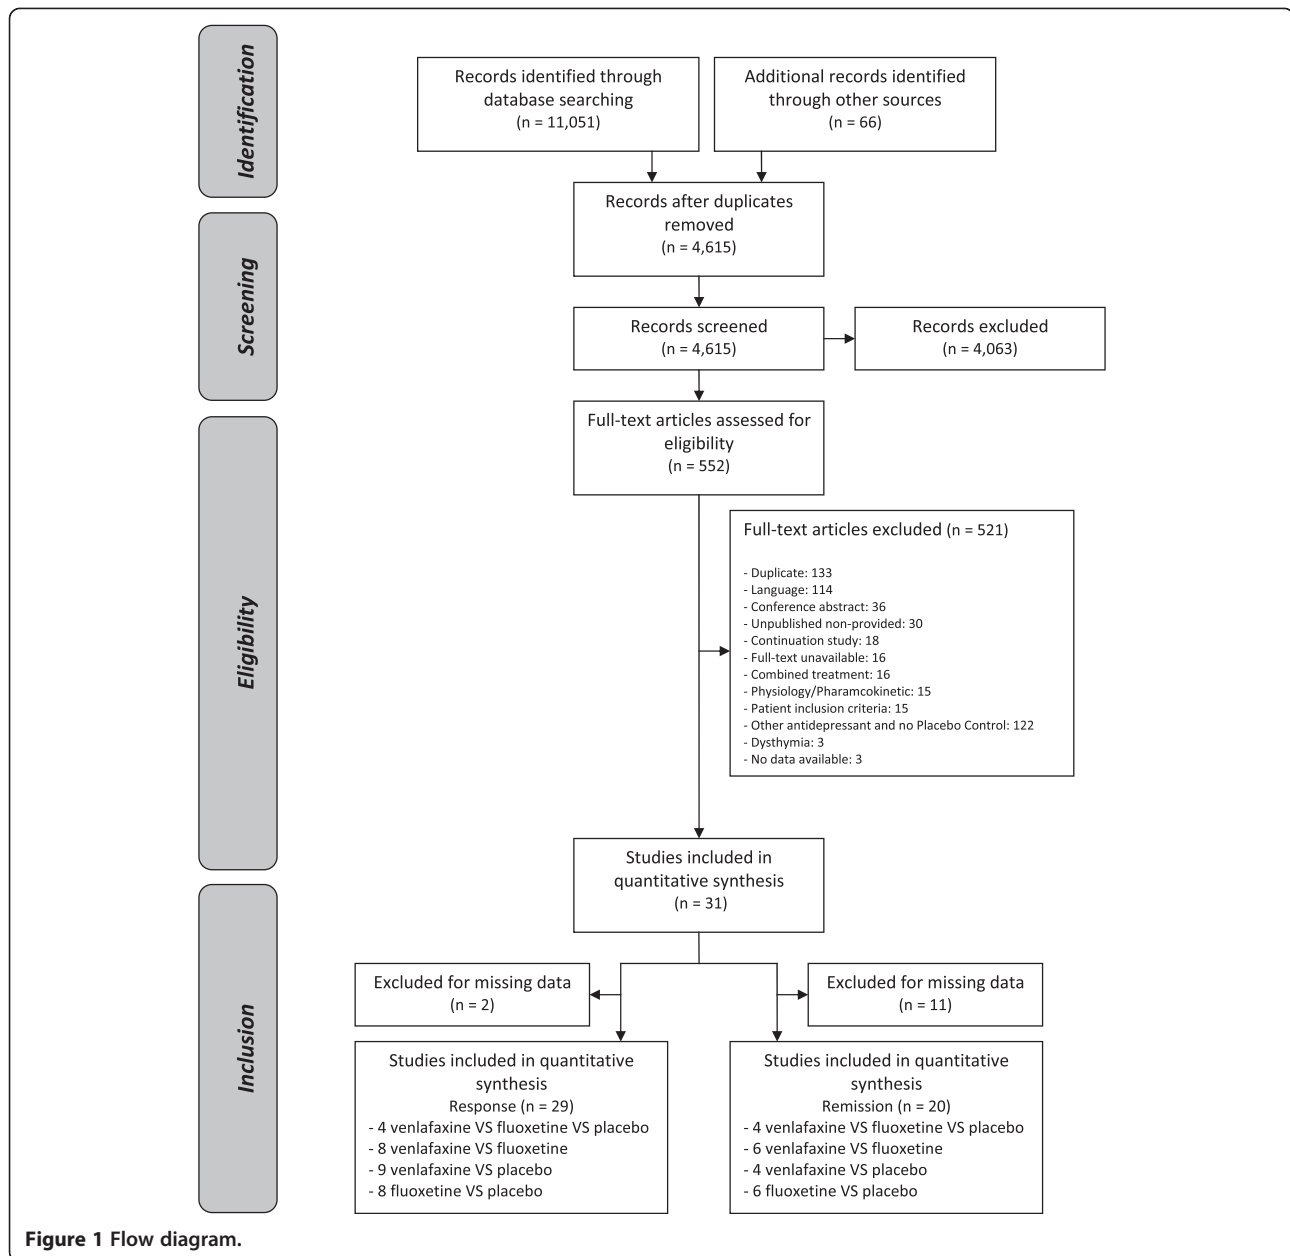 Identification
Records identified through
database searching
(n = 11,051)
Additional records identified
through other sources
(n = 66)
Records after duplicates
removed
(n = 4,615)
Screening
Records screened
(n = 4,615)
Records excluded
(n = 4,063)
Full-text articles assessed for
eligibility
(n = 552)
Eligibility
Full-text articles excluded (n = 521)
- Duplicate: 133
- Language: 114
- Conference abstract: 36
- Unpublished non-provided: 30
- Continuation study: 18
- Full-text unavailable: 16
- Combined treatment: 16
- Physiology/Pharamcokinetic: 15
- Patient inclusion criteria: 15
- Other antidepressant and no Placebo Control: 122
- Dysthymia: 3
- No data available: 3
Studies included in
quantitative synthesis
(n = 31)
Inclusion
Excluded for missing data
(n = 2)
Excluded for missing data
(n = 11)
Studies included in quantitative
synthesis
Response (n = 29)
- 4 venlafaxine VS fluoxetine VS placebo
- 8 venlafaxine VS fluoxetine
- 9 venlafaxine VS placebo
- 8 fluoxetine VS placebo
Studies included in quantitative
synthesis
Remission (n = 20)
- 4 venlafaxine VS fluoxetine VS placebo
- 6 venlafaxine VS fluoxetine
- 4 venlafaxine VS placebo
- 6 fluoxetine VS placebo
Figure 1 Flow diagram.